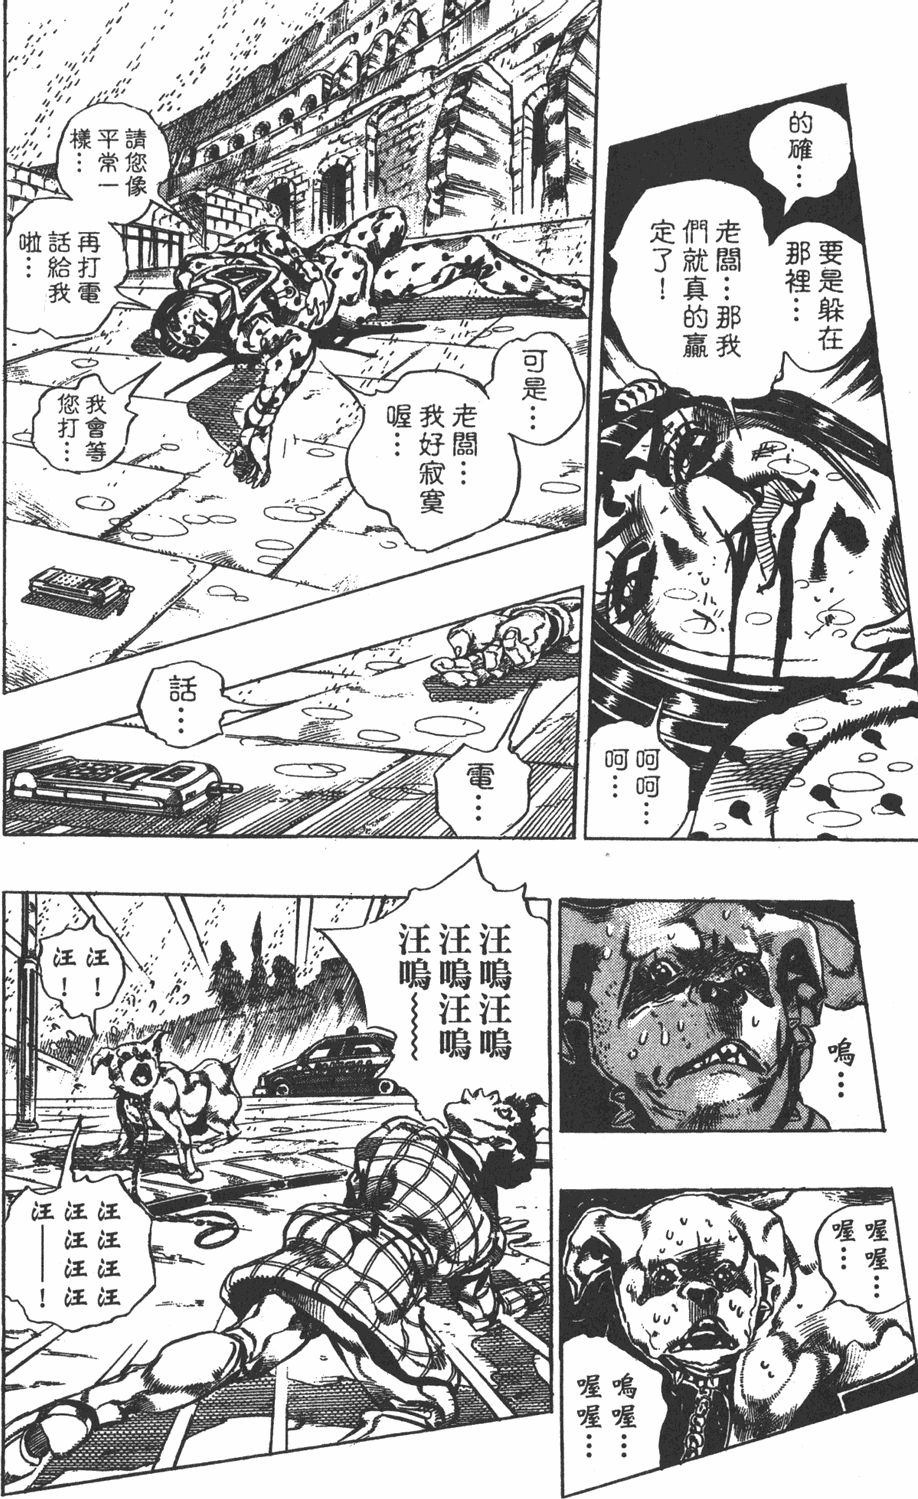 的確…
要是躲在
那裡…
老闆…那我
們就真的贏
定了！
呵呵…
呵…
可是…
老闆…
我好寂寞
喔…
請您像
平常一
樣…
再打電
話給我
啦…
我會等
您打…
電…
話…
嗚…
喔喔…
喔…
嗚喔…
喔喔…
汪嗚汪嗚
汪嗚汪嗚
汪嗚～～
汪！
汪！
汪汪汪汪
汪汪汪汪
汪——！